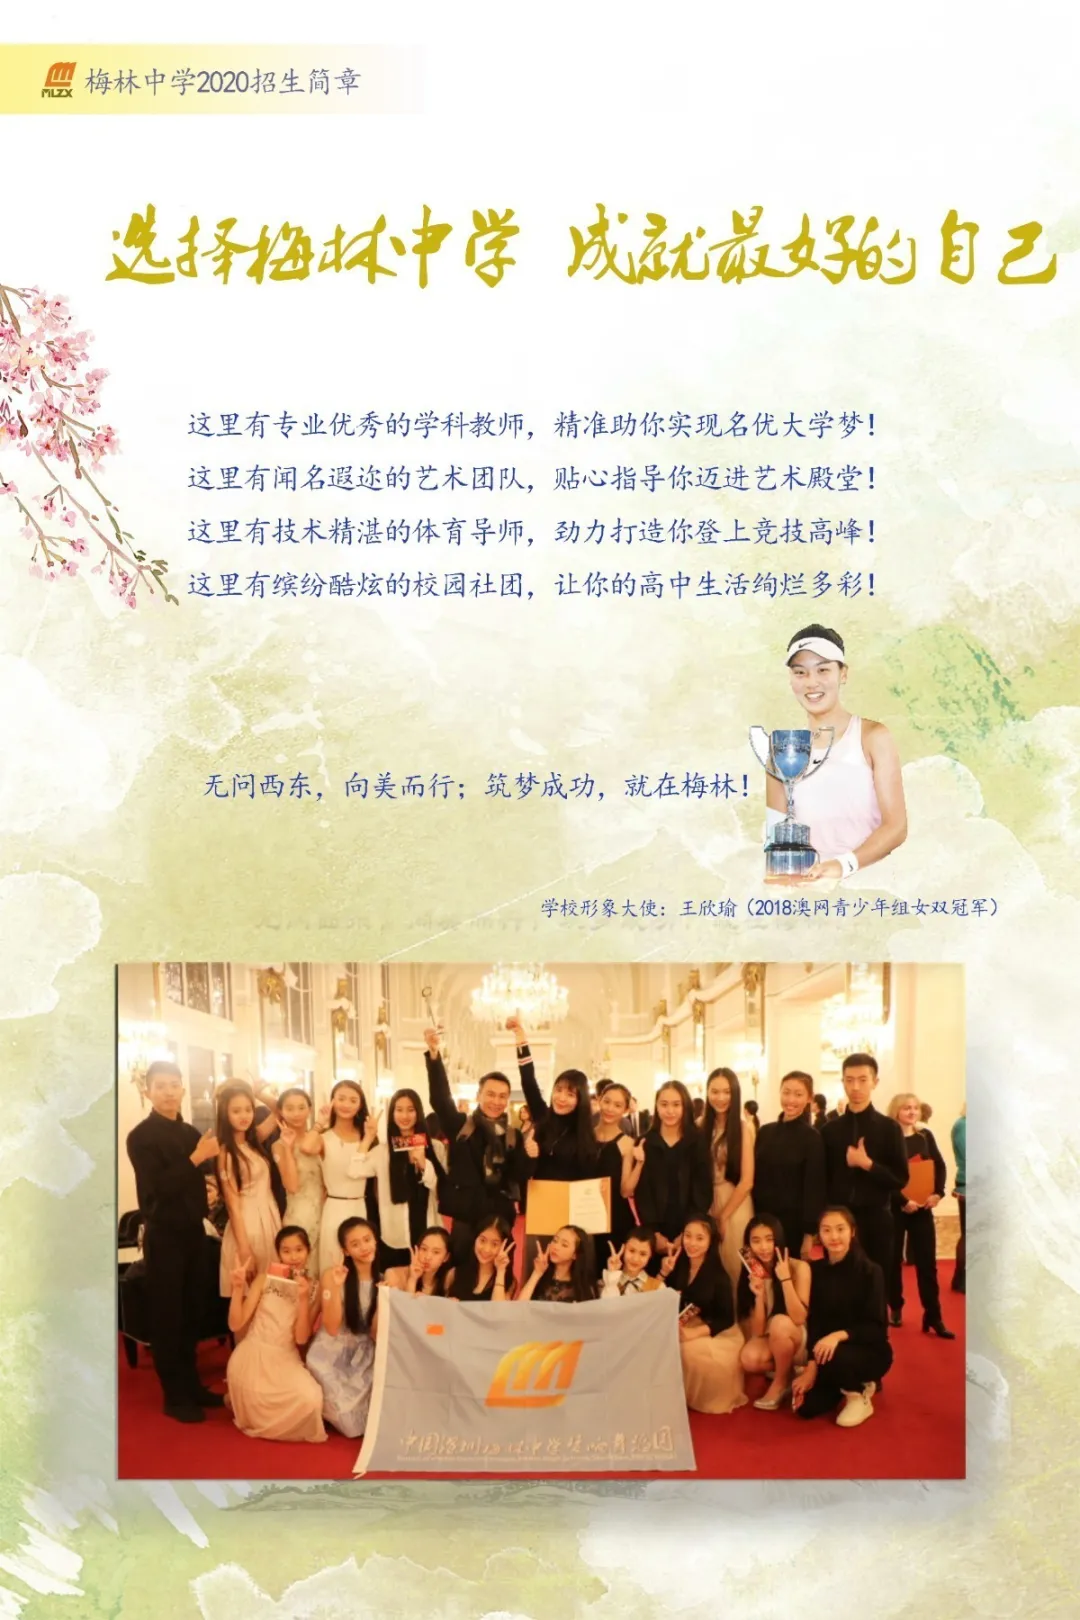 MLZX
梅林中学2020招生简章
选择梅林中学 成就最好的自己
这里有专业优秀的学科教师，精准助你实现名优大学梦！
这里有闻名遐迩的艺术团队，贴心指导你迈进艺术殿堂！
这里有技术精湛的体育导师，劲力打造你登上竞技高峰！
这里有缤纷酷炫的校园社团，让你的高中生活绚烂多彩！
无问西东，向美而行；筑梦成功，就在梅林！
学校形象大使：王欣瑜（2018澳网青少年组女双冠军）
中国深圳梅林中学